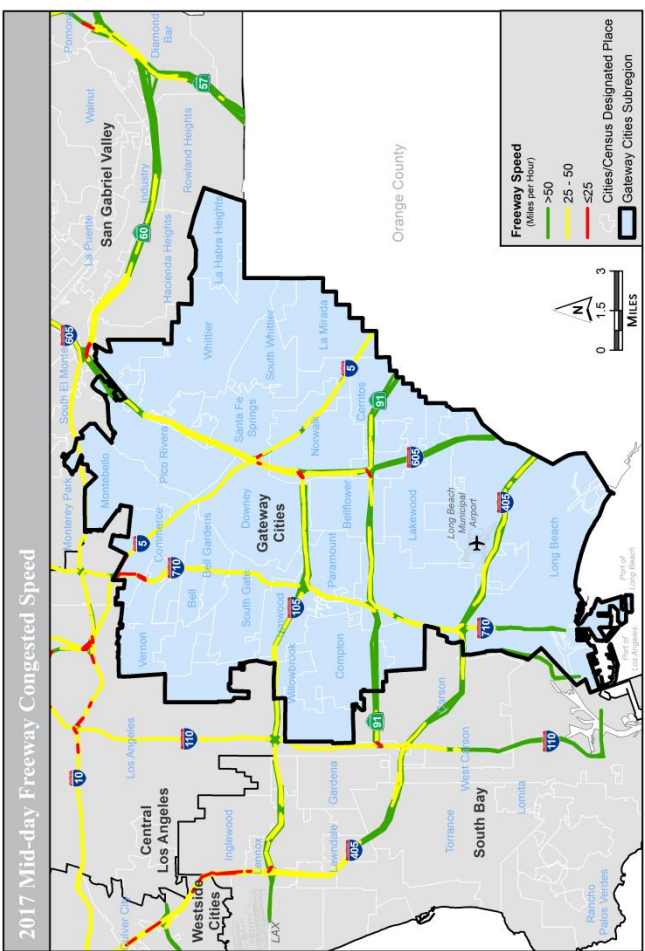 2017 Mid-day Freeway Congested Speed
Pomona
Diamond
Bar
Walnut
San Gabriel Valley
La Puente
Industry
Rowland Heights
Hacienda Heights
La Habra Heights
57
60
605
South El Monte
Monterey Park
Montebello
Pico Rivera
Whittier
South Whittier
La Mirada
Santa Fe
Springs
Norwalk
5
Cerritos
91
605
Orange County
Commerce
5
710
Bell Gardens
Bell
Vernon
Downey
Gateway
Cities
South Gate
Paramount
Bellflower
Lakewood
Long Beach
Municipal
Airport
405
Long Beach
105
Willowbrook
Compton
91
710
Port of
Long Beach
Port of
Los Angeles
10
Los Angeles
110
Central
Los Angeles
Inglewood
Lennox
Gardena
Lawndale
405
Carson
West Carson
110
Westside
Cities
LAX
South Bay
Torrance
Lomita
Rancho
Palos Verdes
N
0 1.5 3
MILES
Freeway Speed
(Miles per Hour)
>50
25 - 50
≤25
Cities/Census Designated Place
Gateway Cities Subregion